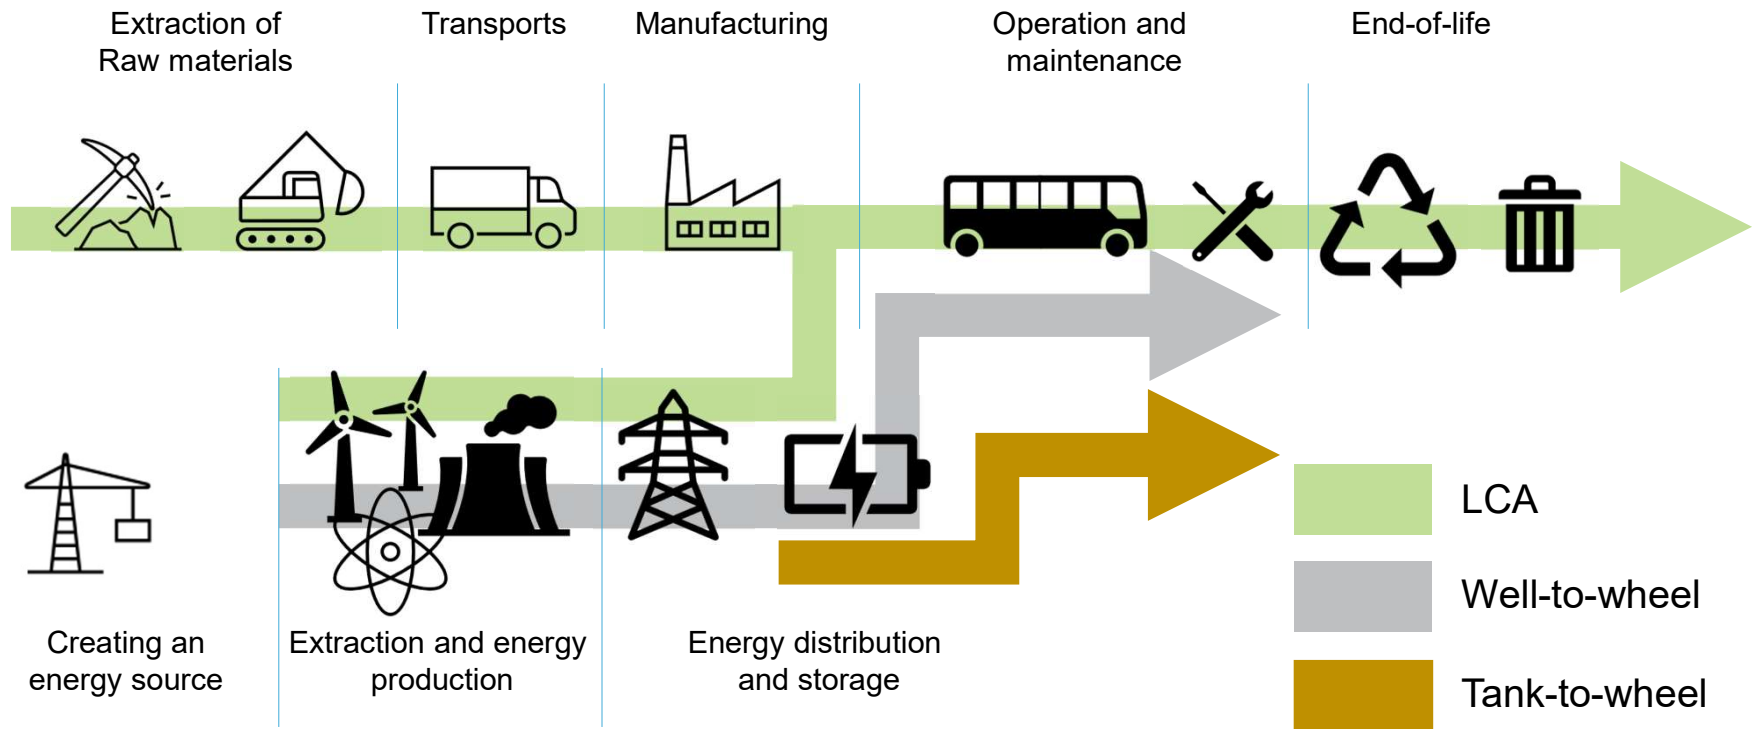 Extraction of
Raw materials
Transports
Manufacturing
Operation and
maintenance
End-of-life
LCA
Well-to-wheel
Tank-to-wheel
Creating an
energy source
Extraction and energy
production
Energy distribution
and storage